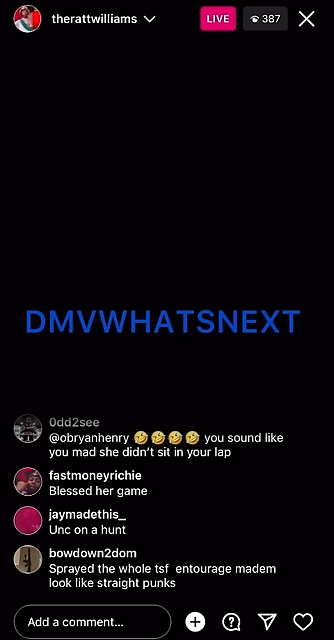 therattwilliams
LIVE
387
DMVWHATSNEXT
0dd2see
@obryanhenry 🤣🤣🤣🤣 you sound like
you mad she didn't sit in your lap
fastmoneyrichie
Blessed her game
jaymadethis_
Unc on a hunt
bowdown2dom
Sprayed the whole tsf entourage madem
look like straight punks
Add a comment...